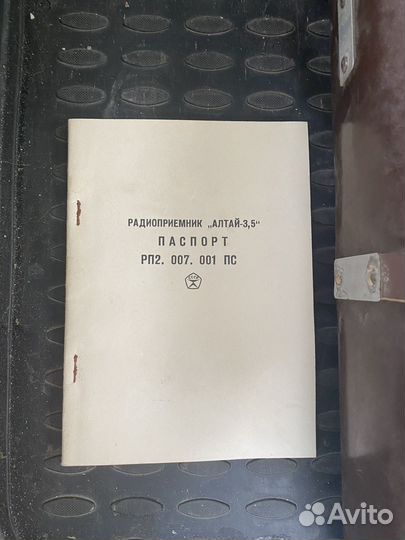 РАДИОПРИЕМНИК „АЛТАЙ-3,5“
ПАСПОРТ
РП2. 007. 001 ПС
Avito